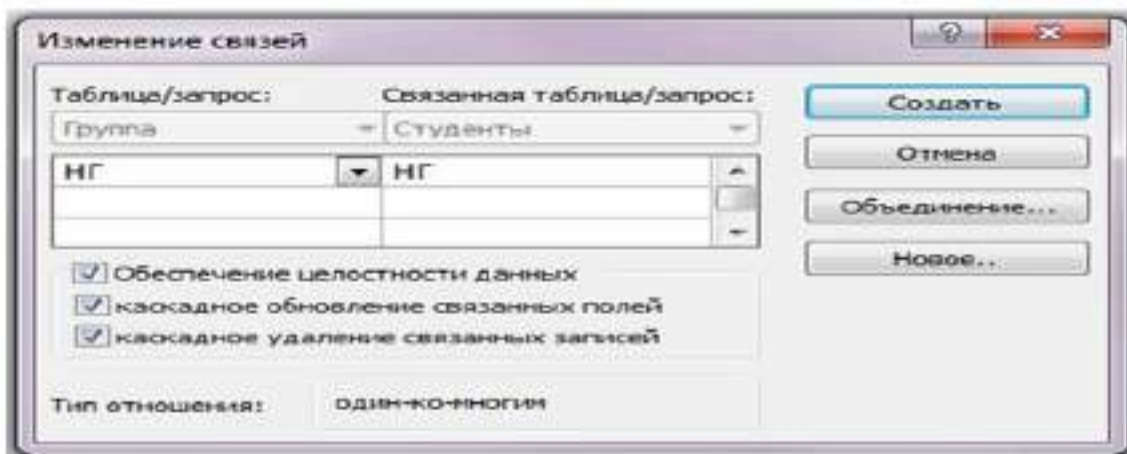 Изменение связей
Таблица/запрос: Связанная таблица/запрос:
Группа Студенты
НГ НГ
Обеспечение целостности данных
каскадное обновление связанных полей
каскадное удаление связанных записей
Тип отношения: один-ко-многим
Создать
Отмена
Объединение...
Новое..